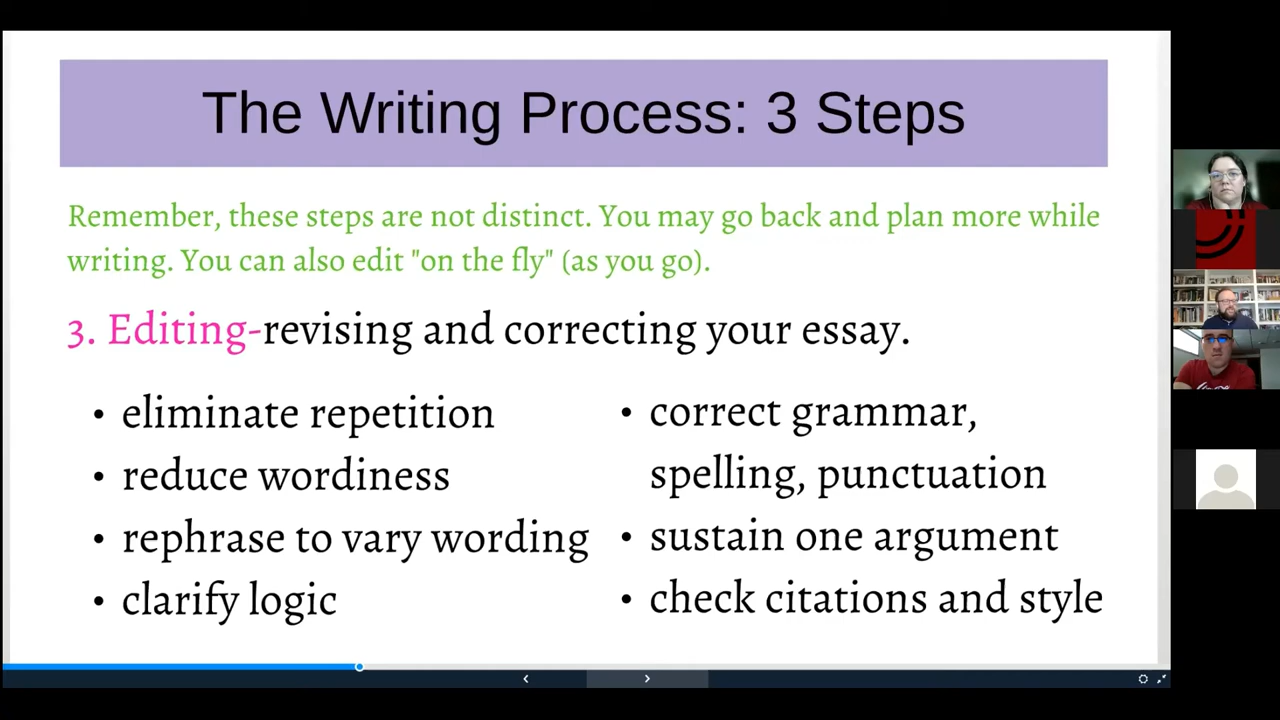 The Writing Process: 3 Steps
Remember, these steps are not distinct. You may go back and plan more while
writing. You can also edit "on the fly" (as you go).
3. Editing-revising and correcting your essay.
• eliminate repetition
• reduce wordiness
• rephrase to vary wording
• clarify logic
• correct grammar,
spelling, punctuation
• sustain one argument
• check citations and style